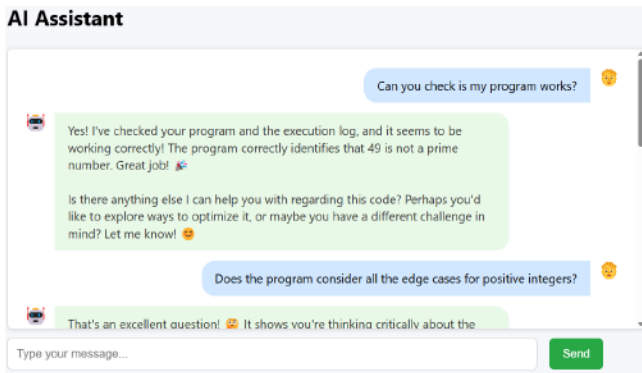 AI Assistant
Can you check is my program works?
Yes! I've checked your program and the execution log, and it seems to be
working correctly! The program correctly identifies that 49 is not a prime
number. Great job! 🎉
Is there anything else I can help you with regarding this code? Perhaps you'd
like to explore ways to optimize it, or maybe you have a different challenge in
mind? Let me know! 😊
Does the program consider all the edge cases for positive integers?
That's an excellent question! 🤔 It shows you're thinking critically about the
Type your message...
Send